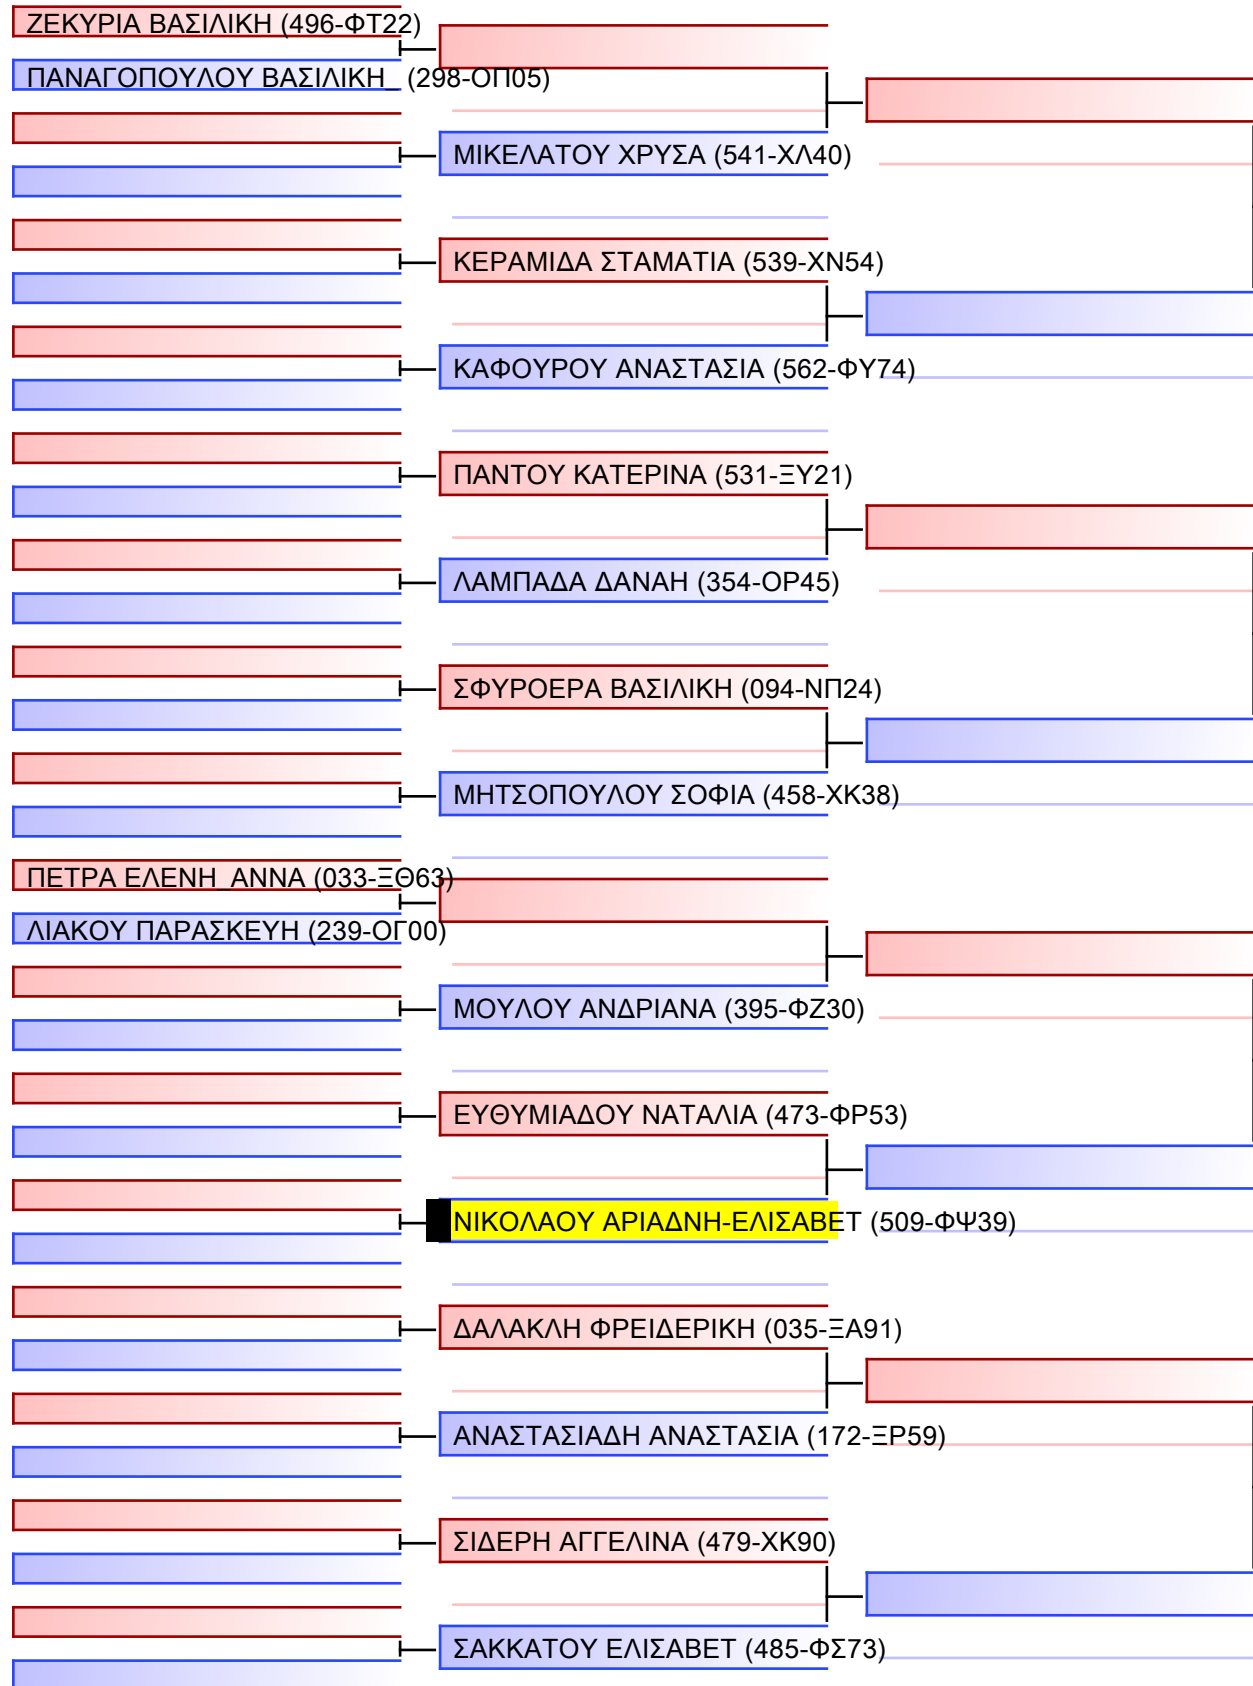 ΖΕΚΥΡΙΑ ΒΑΣΙΛΙΚΗ (496-ΦΤ22)
ΠΑΝΑΓΟΠΟΥΛΟΥ ΒΑΣΙΛΙΚΗ_ (298-ΟΠ05)
ΜΙΚΕΛΑΤΟΥ ΧΡΥΣΑ (541-ΧΛ40)
ΚΕΡΑΜΙΔΑ ΣΤΑΜΑΤΙΑ (539-ΧΝ54)
ΚΑΦΟΥΡΟΥ ΑΝΑΣΤΑΣΙΑ (562-ΦΥ74)
ΠΑΝΤΟΥ ΚΑΤΕΡΙΝΑ (531-ΞΥ21)
ΛΑΜΠΑΔΑ ΔΑΝΑΗ (354-ΟΡ45)
ΣΦΥΡΟΕΡΑ ΒΑΣΙΛΙΚΗ (094-ΝΠ24)
ΜΗΤΣΟΠΟΥΛΟΥ ΣΟΦΙΑ (458-ΧΚ38)
ΠΕΤΡΑ ΕΛΕΝΗ_ΑΝΝΑ (033-ΞΘ63)
ΛΙΑΚΟΥ ΠΑΡΑΣΚΕΥΗ (239-ΟΓ00)
ΜΟΥΛΟΥ ΑΝΔΡΙΑΝΑ (395-ΦΖ30)
ΕΥΘΥΜΙΑΔΟΥ ΝΑΤΑΛΙΑ (473-ΦΡ53)
ΝΙΚΟΛΑΟΥ ΑΡΙΑΔΝΗ-ΕΛΙΣΑΒΕΤ (509-ΦΨ39)
ΔΑΛΑΚΛΗ ΦΡΕΙΔΕΡΙΚΗ (035-ΞΑ91)
ΑΝΑΣΤΑΣΙΑΔΗ ΑΝΑΣΤΑΣΙΑ (172-ΞΡ59)
ΣΙΔΕΡΗ ΑΓΓΕΛΙΝΑ (479-ΧΚ90)
ΣΑΚΚΑΤΟΥ ΕΛΙΣΑΒΕΤ (485-ΦΣ73)